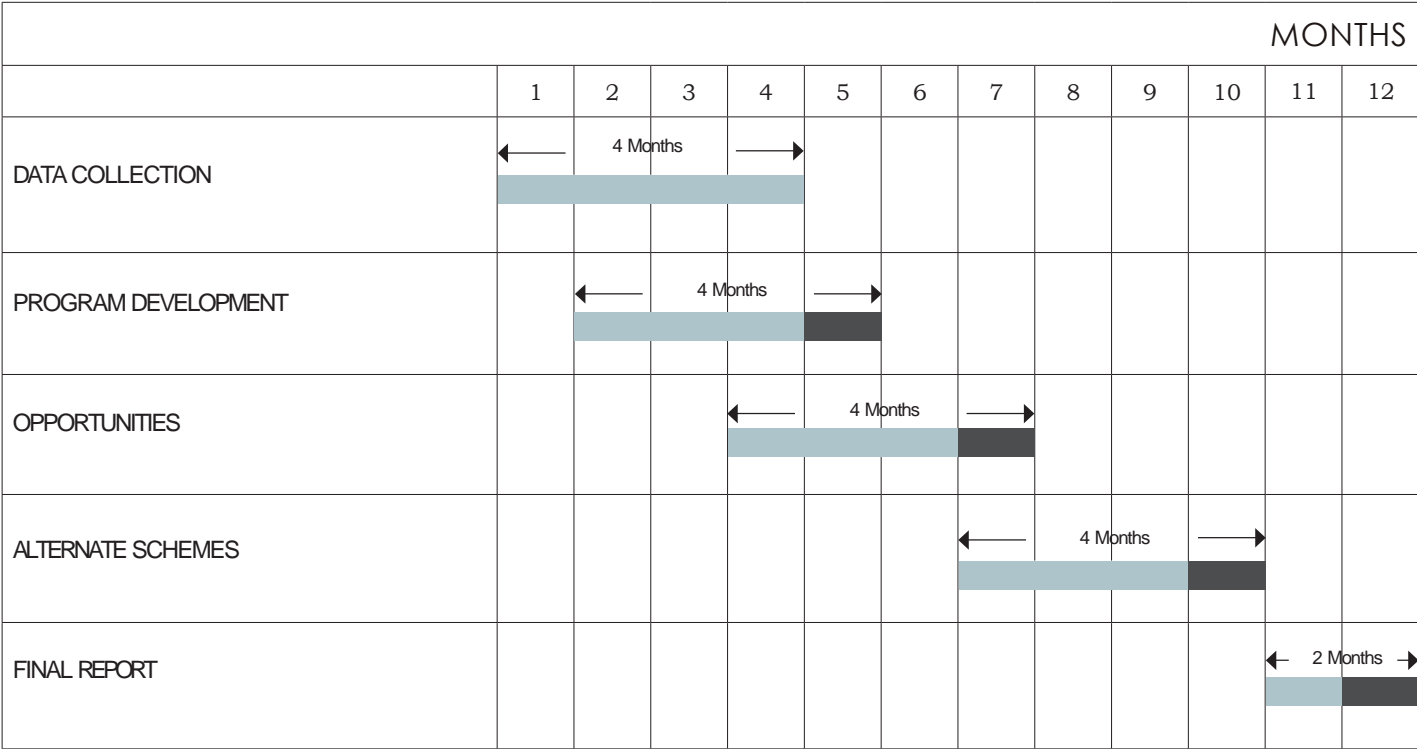 MONTHS
1 2 3 4 5 6 7 8 9 10 11 12
DATA COLLECTION
4 Months
PROGRAM DEVELOPMENT
4 Months
OPPORTUNITIES
4 Months
ALTERNATE SCHEMES
4 Months
FINAL REPORT
2 Months